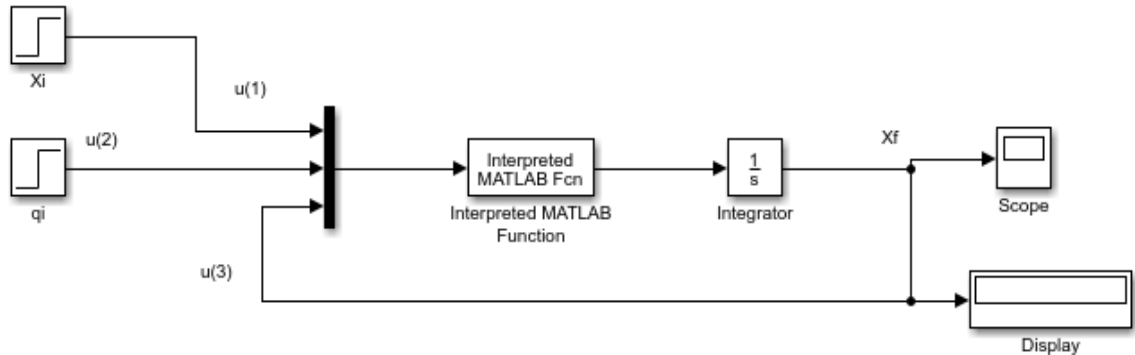 Xi
u(1)
u(2)
qi
u(3)
Interpreted
MATLAB Fcn
Interpreted MATLAB
Function
1
s
Integrator
Xf
Scope
Display